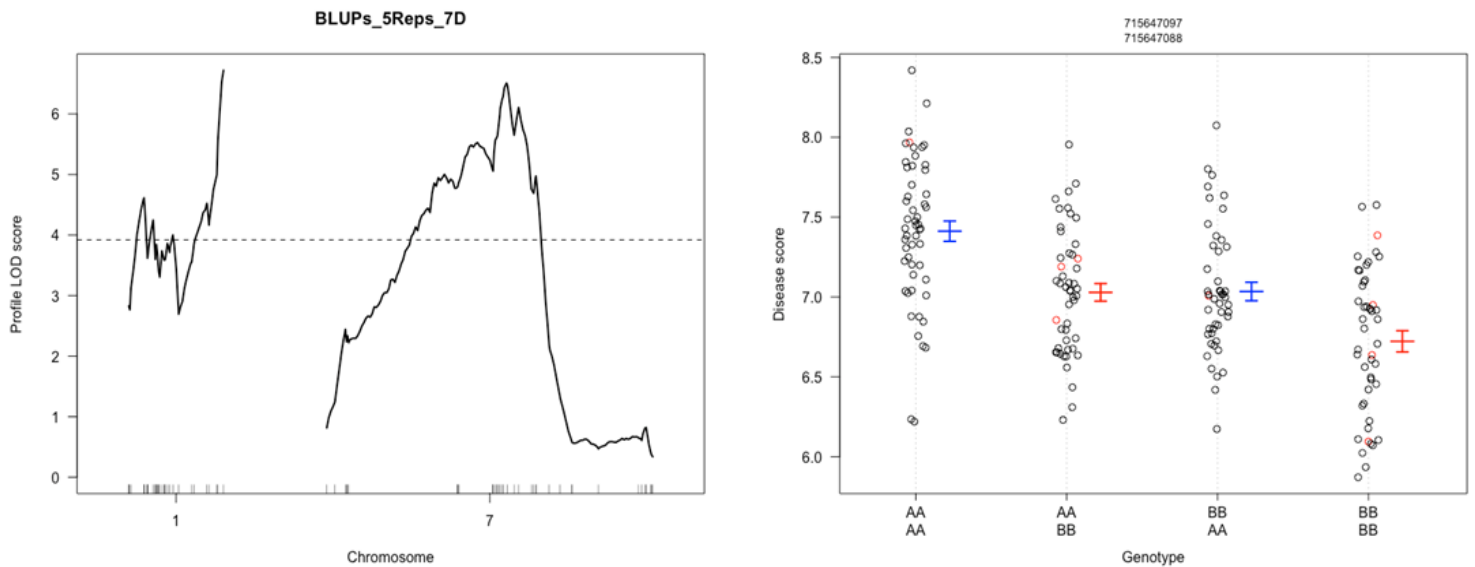 BLUPs_5Reps_7D
Profile LOD score
6
5
4
3
2
1
0
1 7
Chromosome
715647097
715647088
Disease score
8.5
8.0
7.5
7.0
6.5
6.0
AA AA BB BB
AA BB AA BB
Genotype